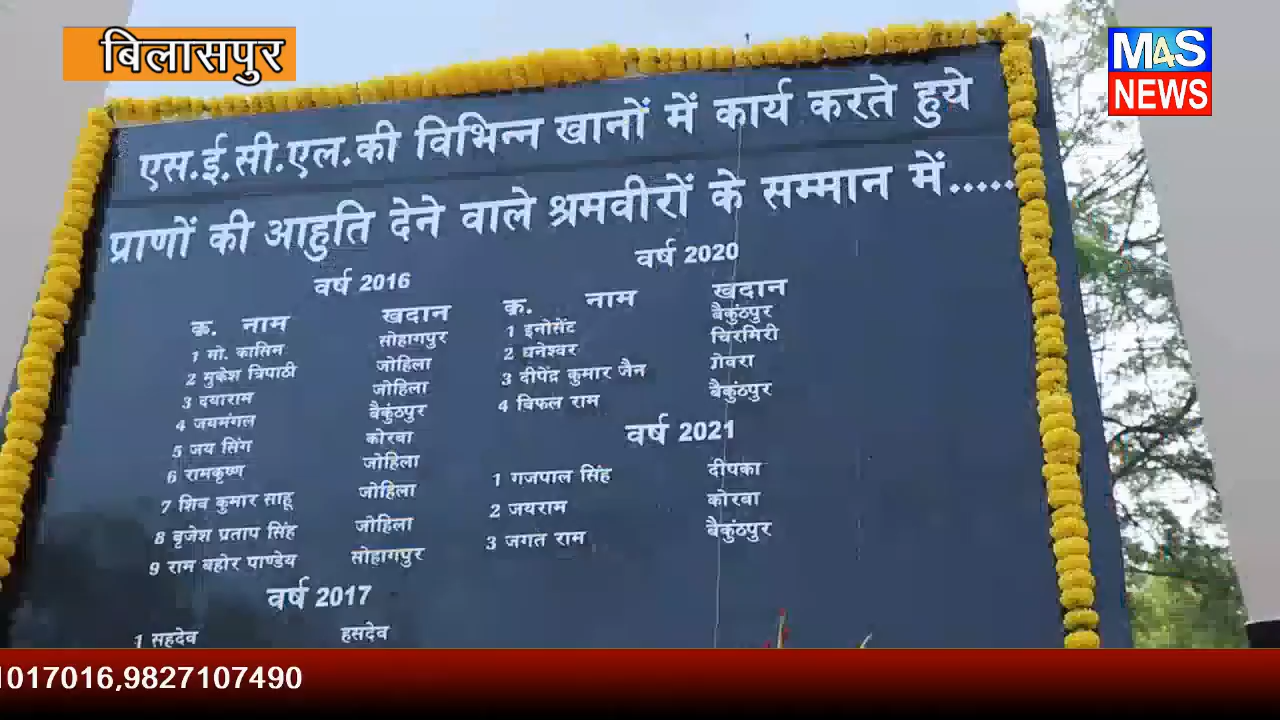 बिलासपुर
M4S
NEWS
एस.ई.सी.एल.की विभिन्न खानों में कार्य करते हुये
प्राणों की आहुति देने वाले श्रमवीरों के सम्मान में.....
वर्ष 2016
क्र. नाम खदान
1 मो. कासिम सोहागपुर
2 मुकेश त्रिपाठी जोहिला
3 दयाराम जोहिला
4 जयमंगल बैकुंठपुर
5 जय सिंग कोरबा
6 रामकृष्ण जोहिला
7 शिव कुमार साहू जोहिला
8 बृजेश प्रताप सिंह जोहिला
9 राम बहोर पाण्डेय सोहागपुर
वर्ष 2017
1 सहदेव हसदेव
वर्ष 2020
क्र. नाम खदान
1 इनोसेंट बैकुंठपुर
2 धनेश्वर चिरमिरी
3 दीपेंद्र कुमार जैन गेवरा
4 बिफल राम बैकुंठपुर
वर्ष 2021
1 गजपाल सिंह दीपका
2 जयराम कोरबा
3 जगत राम बैकुंठपुर
1017016,9827107490